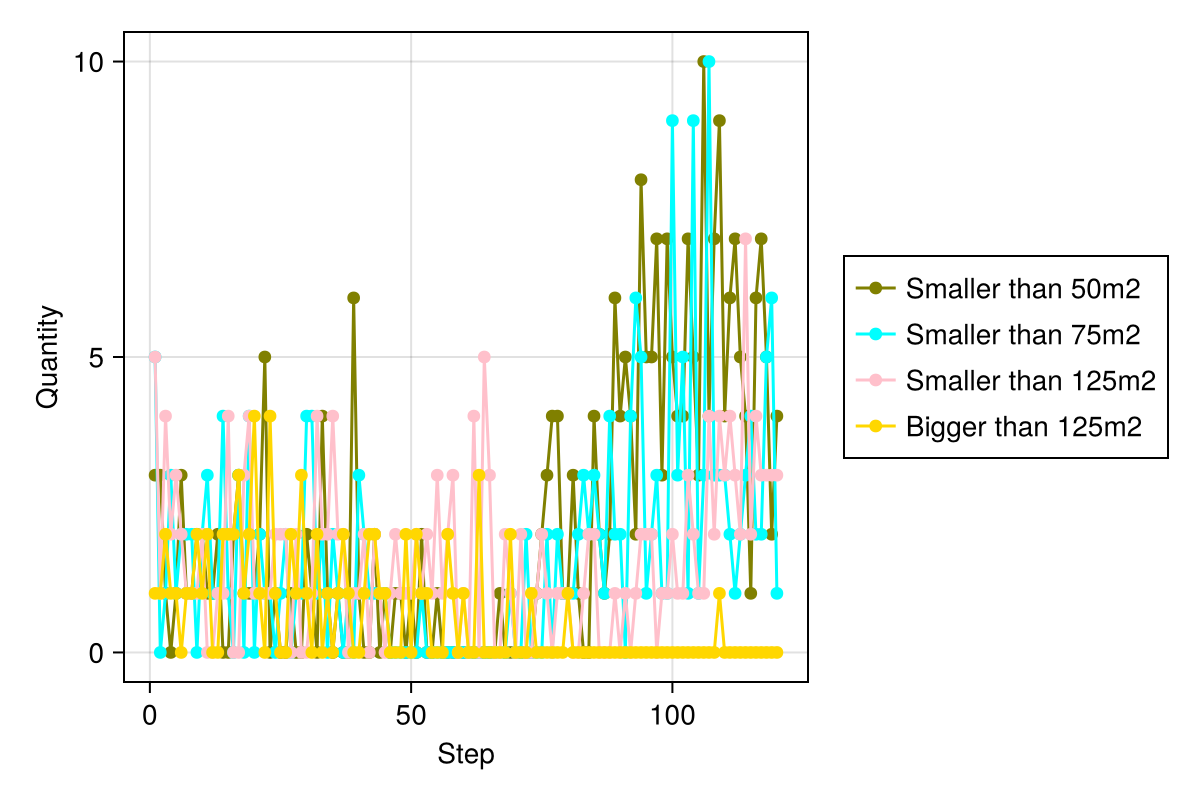 10
5
0
Quantity
0
50
100
Step
Smaller than 50m2
Smaller than 75m2
Smaller than 125m2
Bigger than 125m2